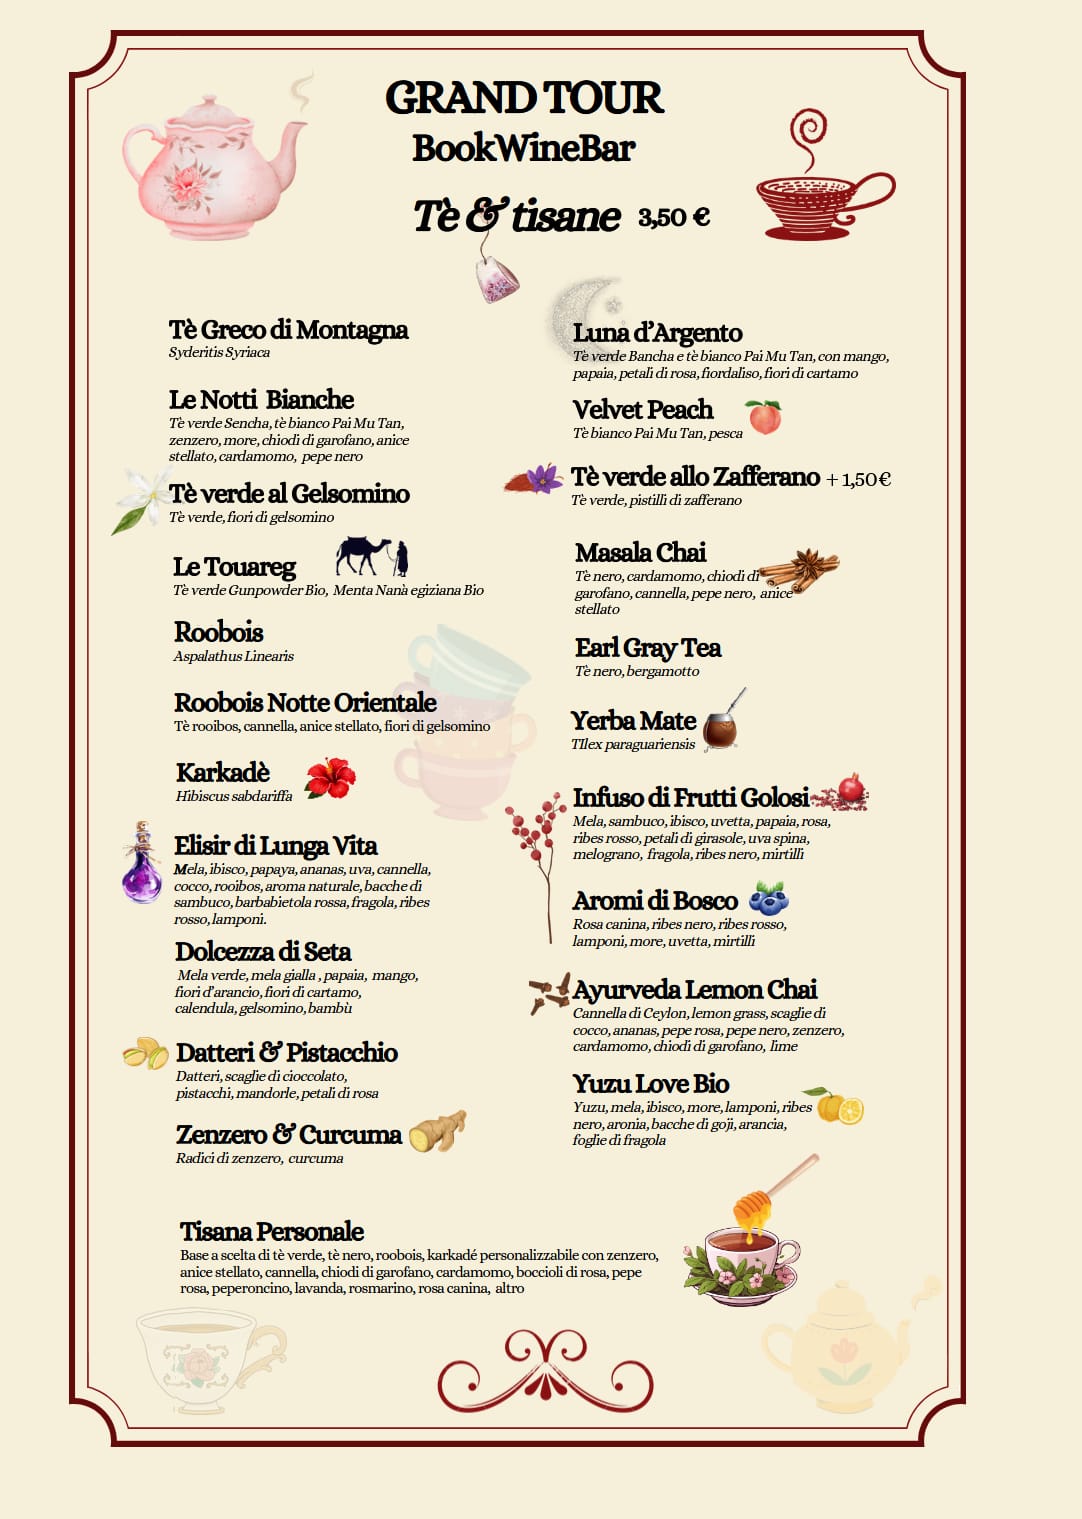 GRAND TOUR
BookWineBar
Tè & tisane 3,50 €
Tè Greco di Montagna
Syderitis Syriaca
Le Notti Bianche
Tè verde Sencha, tè bianco Pai Mu Tan,
zenzero, more, chiodi di garofano, anice
stellato, cardamomo, pepe nero
Tè verde al Gelsomino
Tè verde, fiori di gelsomino
Le Touareg
Tè verde Gunpowder Bio, Menta Nanà egiziana Bio
Roobois
Aspalathus Linearis
Roobois Notte Orientale
Tè rooibos, cannella, anice stellato, fiori di gelsomino
Karkadè
Hibiscus sabdariffa
Elisir di Lunga Vita
Mela, ibisco, papaya, ananas, uva, cannella,
cocco, rooibos, aroma naturale, bacche di
sambuco, barbabietola rossa, fragola, ribes
rosso, lamponi.
Dolcezza di Seta
Mela verde, mela gialla , papaia, mango,
fiori d'arancio, fiori di cartamo,
calendula, gelsomino, bambù
Datteri & Pistacchio
Datteri, scaglie di cioccolato,
pistacchi, mandorle, petali di rosa
Zenzero & Curcuma
Radici di zenzero, curcuma
Luna d'Argento
Tè verde Bancha e tè bianco Pai Mu Tan, con mango,
papaia, petali di rosa, fiordaliso, fiori di cartamo
Velvet Peach
Tè bianco Pai Mu Tan, pesca
Tè verde allo Zafferano + 1,50€
Tè verde, pistilli di zafferano
Masala Chai
Tè nero, cardamomo, chiodi di
garofano, cannella, pepe nero, anice
stellato
Earl Gray Tea
Tè nero, bergamotto
Yerba Mate
TIlex paraguariensis
Infuso di Frutti Golosi
Mela, sambuco, ibisco, uvetta, papaia, rosa,
ribes rosso, petali di girasole, uva spina,
melograno, fragola, ribes nero, mirtilli
Aromi di Bosco
Rosa canina, ribes nero, ribes rosso,
lamponi, more, uvetta, mirtilli
Ayurveda Lemon Chai
Cannella di Ceylon, lemon grass, scaglie di
cocco, ananas, pepe rosa, pepe nero, zenzero,
cardamomo, chiodi di garofano, lime
Yuzu Love Bio
Yuzu, mela, ibisco, more, lamponi, ribes
nero, aronia, bacche di goji, arancia,
foglie di fragola
Tisana Personale
Base a scelta di tè verde, tè nero, roobois, karkadé personalizzabile con zenzero,
anice stellato, cannella, chiodi di garofano, cardamomo, boccioli di rosa, pepe
rosa, peperoncino, lavanda, rosmarino, rosa canina, altro